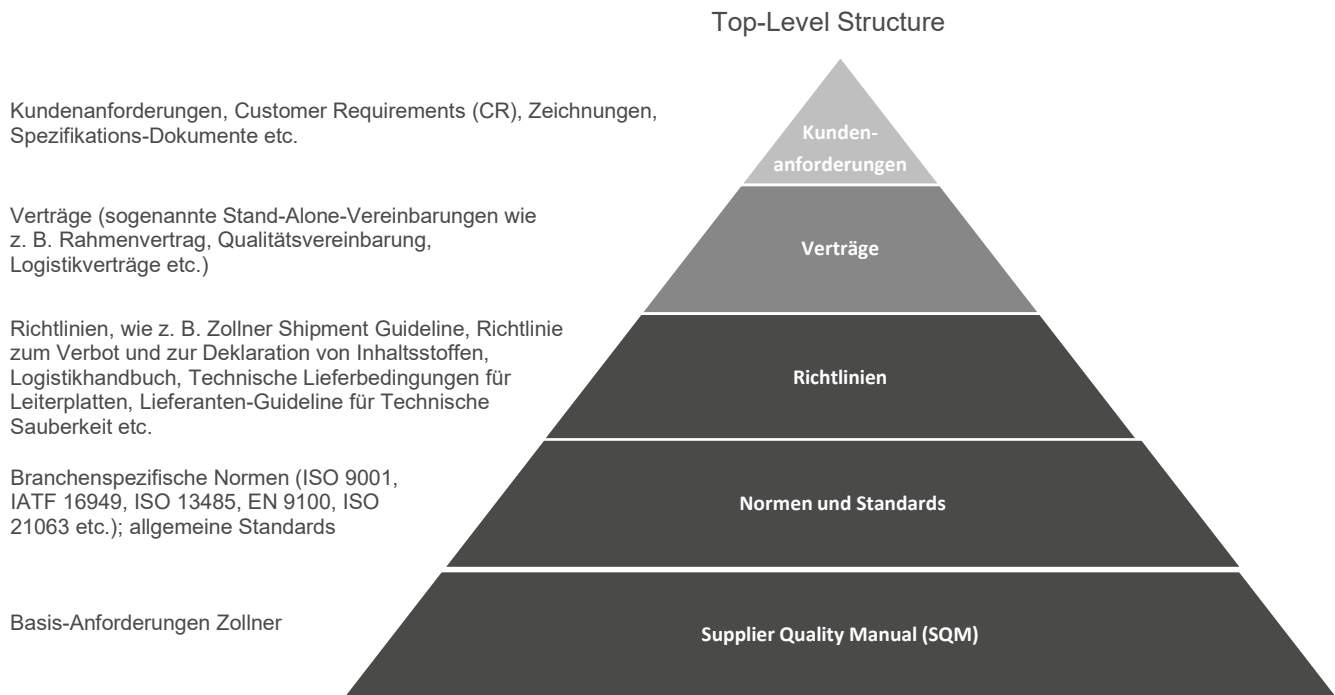 Top-Level Structure
Kundenanforderungen, Customer Requirements (CR), Zeichnungen,
Spezifikations-Dokumente etc.
Kunden-
anforderungen
Verträge (sogenannte Stand-Alone-Vereinbarungen wie
z. B. Rahmenvertrag, Qualitätsvereinbarung,
Logistikverträge etc.)
Verträge
Richtlinien, wie z. B. Zollner Shipment Guideline, Richtlinie
zum Verbot und zur Deklaration von Inhaltsstoffen,
Logistikhandbuch, Technische Lieferbedingungen für
Leiterplatten, Lieferanten-Guideline für Technische
Sauberkeit etc.
Richtlinien
Branchenspezifische Normen (ISO 9001,
IATF 16949, ISO 13485, EN 9100, ISO
21063 etc.); allgemeine Standards
Normen und Standards
Basis-Anforderungen Zollner
Supplier Quality Manual (SQM)